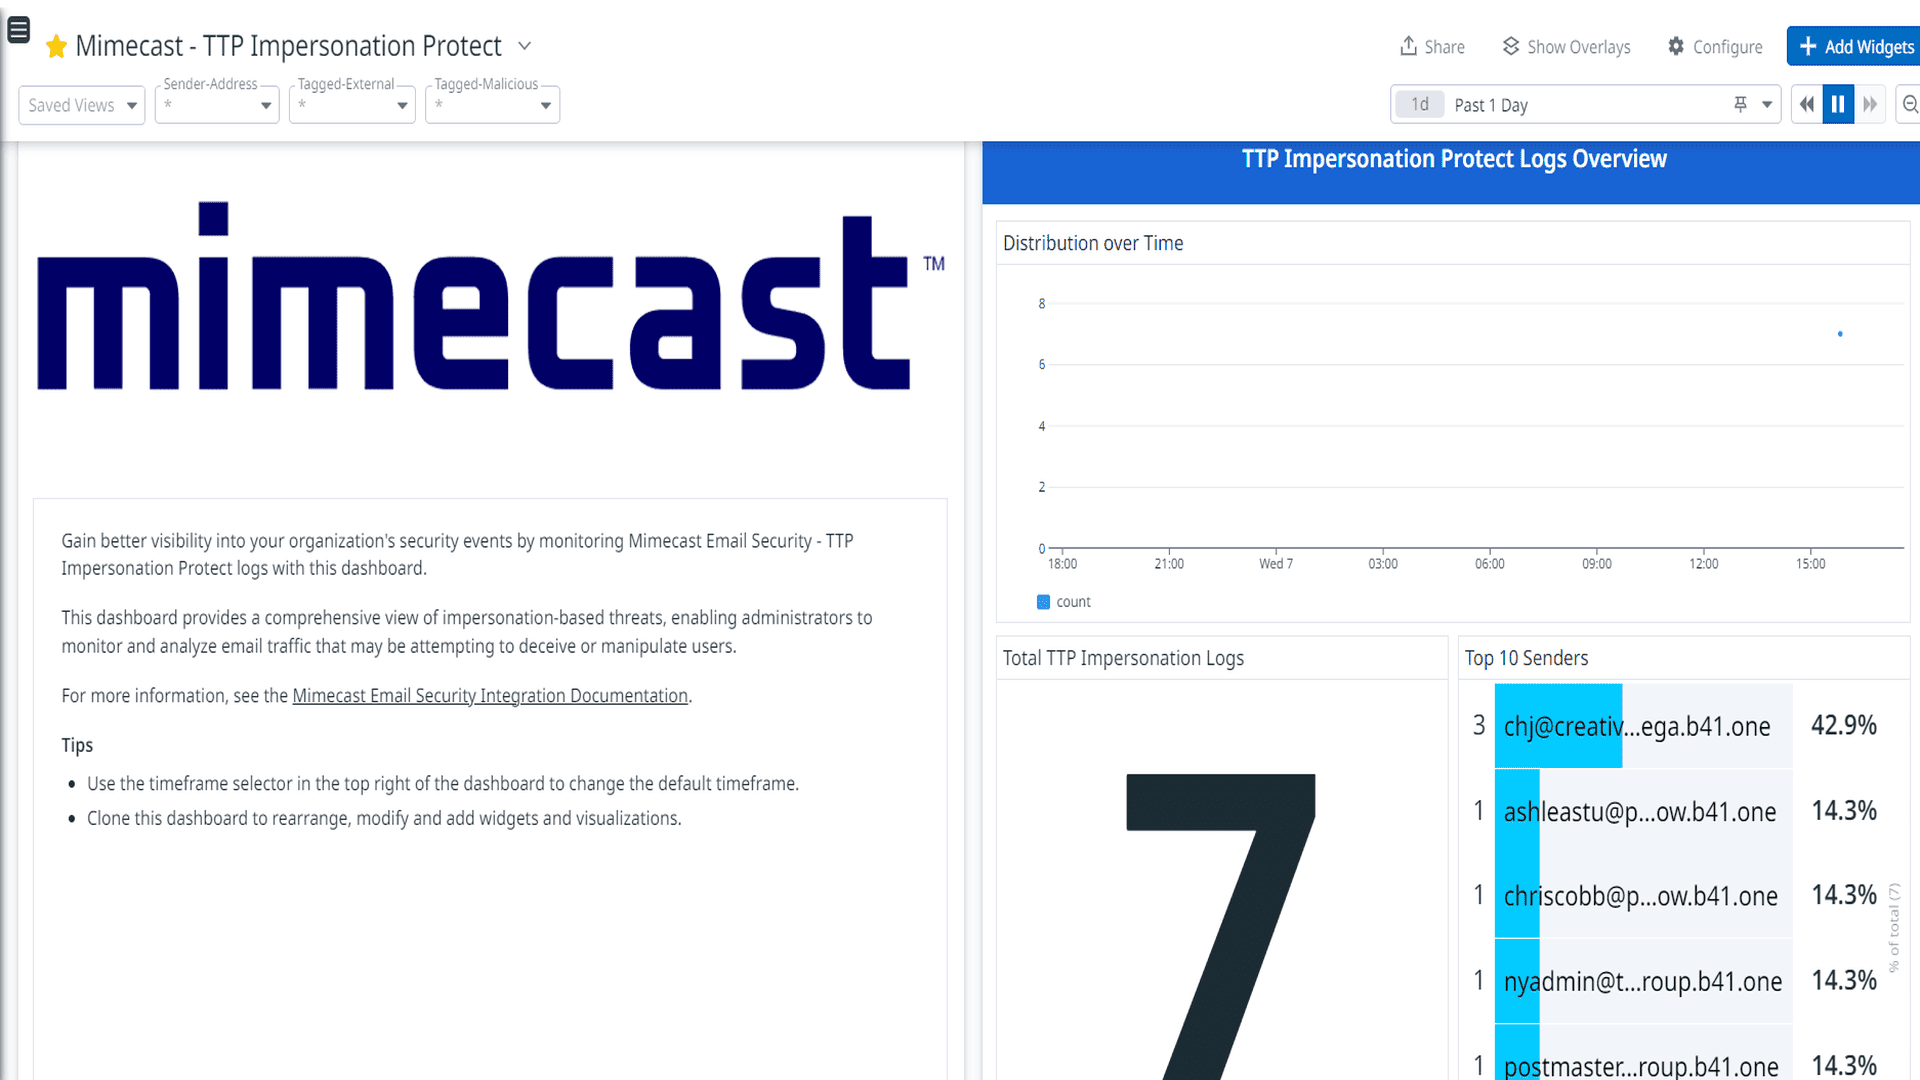 Mimecast - TTP Impersonation Protect
Share
Show Overlays
Configure
Add Widgets
Saved Views
Sender-Address
*
Tagged-External
*
Tagged-Malicious
*
1d
Past 1 Day
mimecast
TM
Gain better visibility into your organization's security events by monitoring Mimecast Email Security - TTP
Impersonation Protect logs with this dashboard.
This dashboard provides a comprehensive view of impersonation-based threats, enabling administrators to
monitor and analyze email traffic that may be attempting to deceive or manipulate users.
For more information, see the Mimecast Email Security Integration Documentation.
Tips
• Use the timeframe selector in the top right of the dashboard to change the default timeframe.
• Clone this dashboard to rearrange, modify and add widgets and visualizations.
TTP Impersonation Protect Logs Overview
Distribution over Time
8
6
4
2
0
18:00 21:00 Wed 7 03:00 06:00 09:00 12:00 15:00
count
Total TTP Impersonation Logs
7
Top 10 Senders
3 chj@creativ...ega.b41.one 42.9%
1 ashleastu@p...ow.b41.one 14.3%
1 chriscobb@p...ow.b41.one 14.3%
1 nyadmin@t...roup.b41.one 14.3%
1 postmaster...roup.b41.one 14.3%
% of total (7)